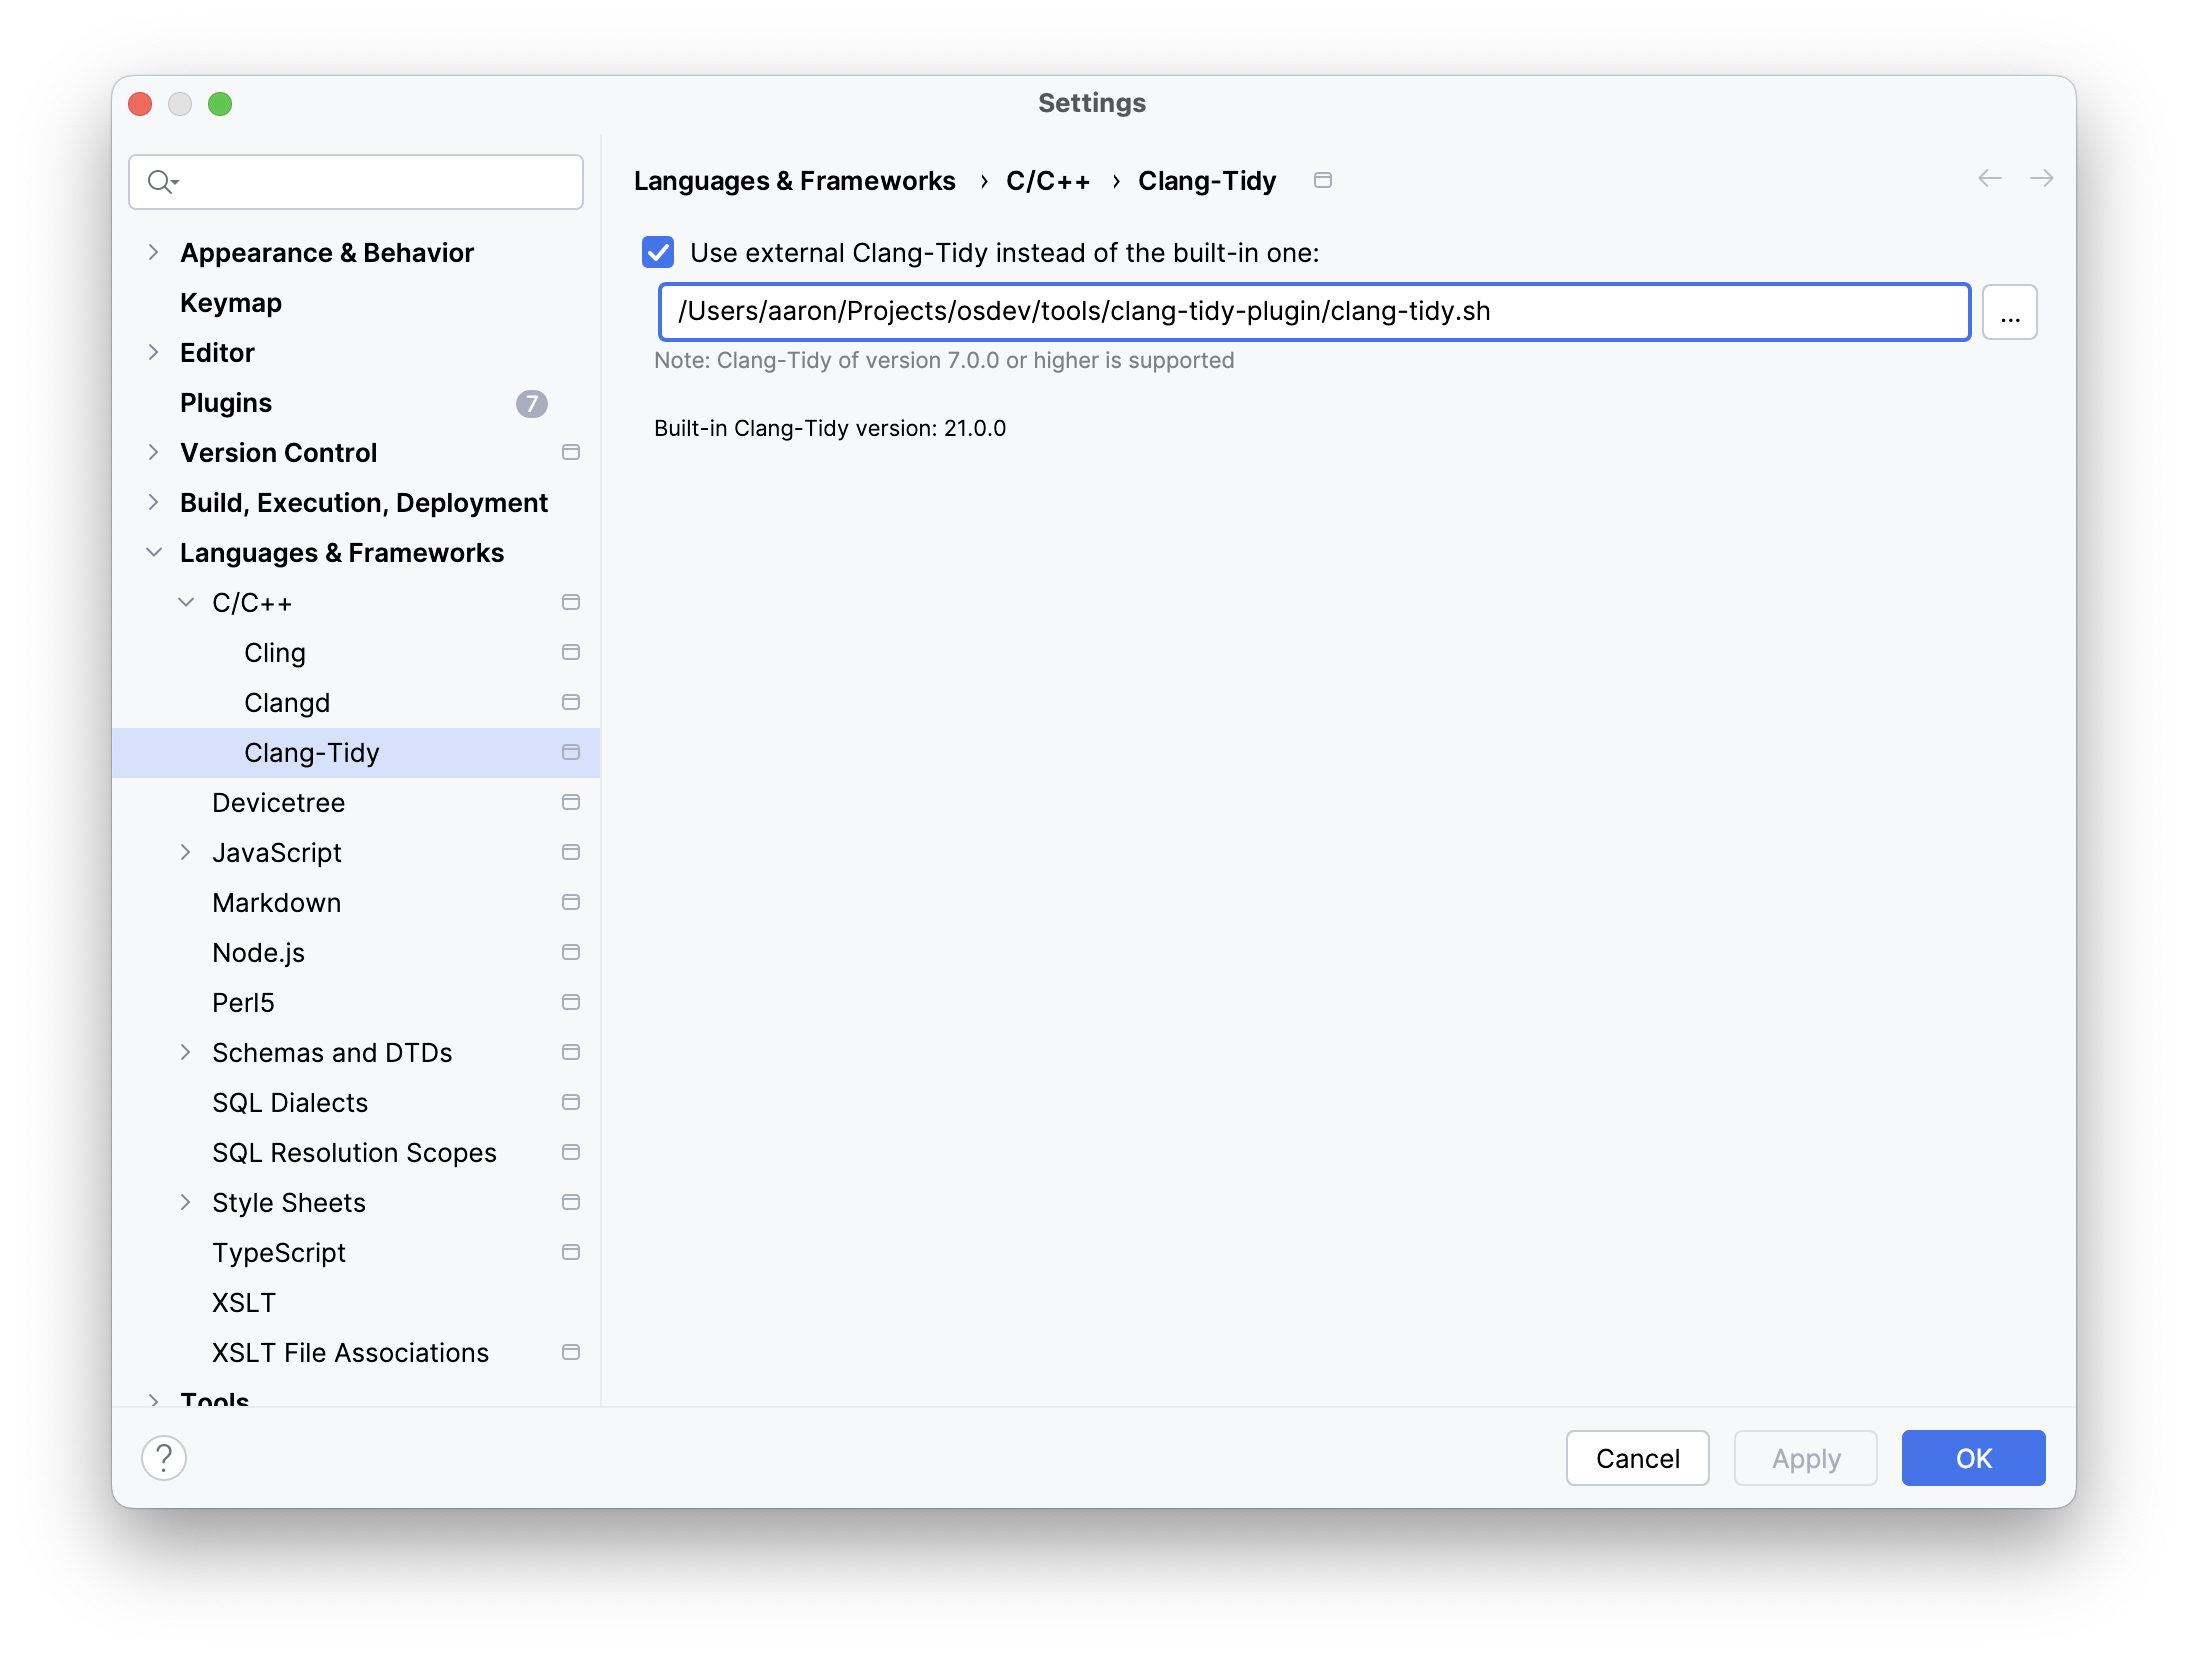 Settings
Appearance & Behavior
Keymap
Editor
Plugins 7
Version Control
Build, Execution, Deployment
Languages & Frameworks
C/C++
Cling
Clangd
Clang-Tidy
Devicetree
JavaScript
Markdown
Node.js
Perl5
Schemas and DTDs
SQL Dialects
SQL Resolution Scopes
Style Sheets
TypeScript
XSLT
XSLT File Associations
Tools
Languages & Frameworks › C/C++ › Clang-Tidy
Use external Clang-Tidy instead of the built-in one:
/Users/aaron/Projects/osdev/tools/clang-tidy-plugin/clang-tidy.sh
...
Note: Clang-Tidy of version 7.0.0 or higher is supported
Built-in Clang-Tidy version: 21.0.0
? Cancel Apply OK